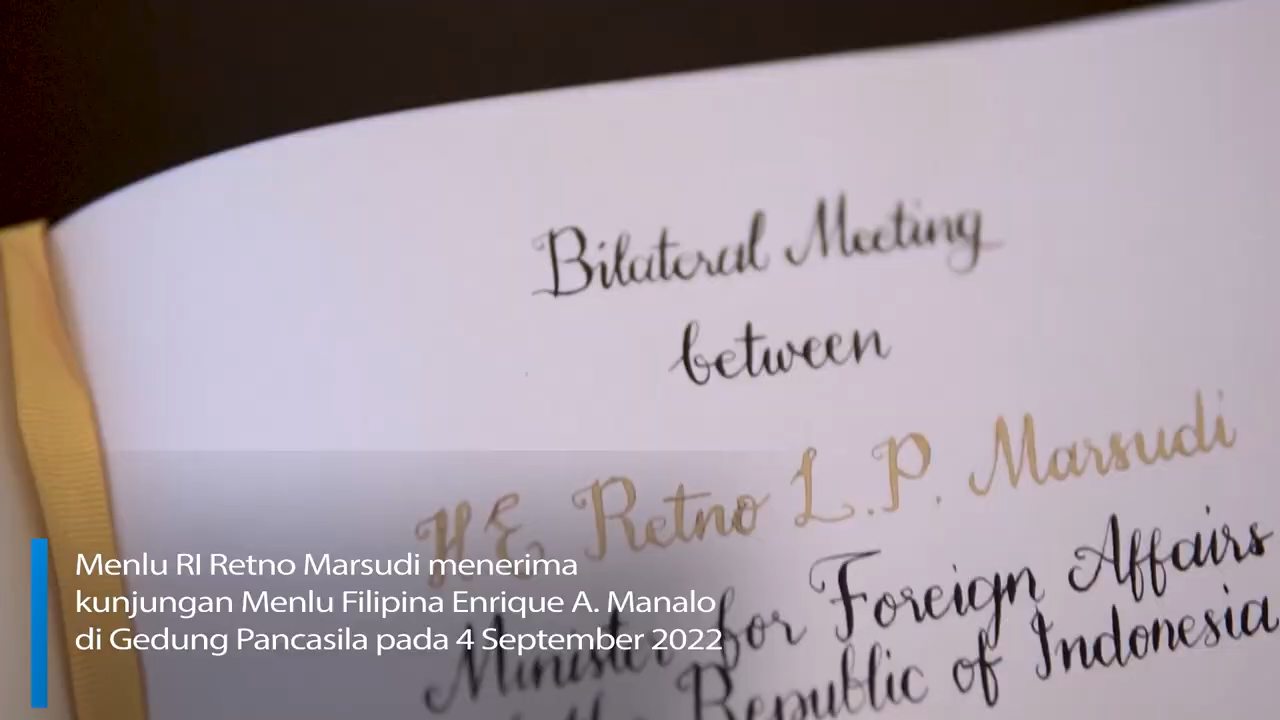 Bilateral Meeting
between
H.E. Retno L.P. Marsudi
Minister for Foreign Affairs
Republic of Indonesia
Menlu RI Retno Marsudi menerima
kunjungan Menlu Filipina Enrique A. Manalo
di Gedung Pancasila pada 4 September 2022